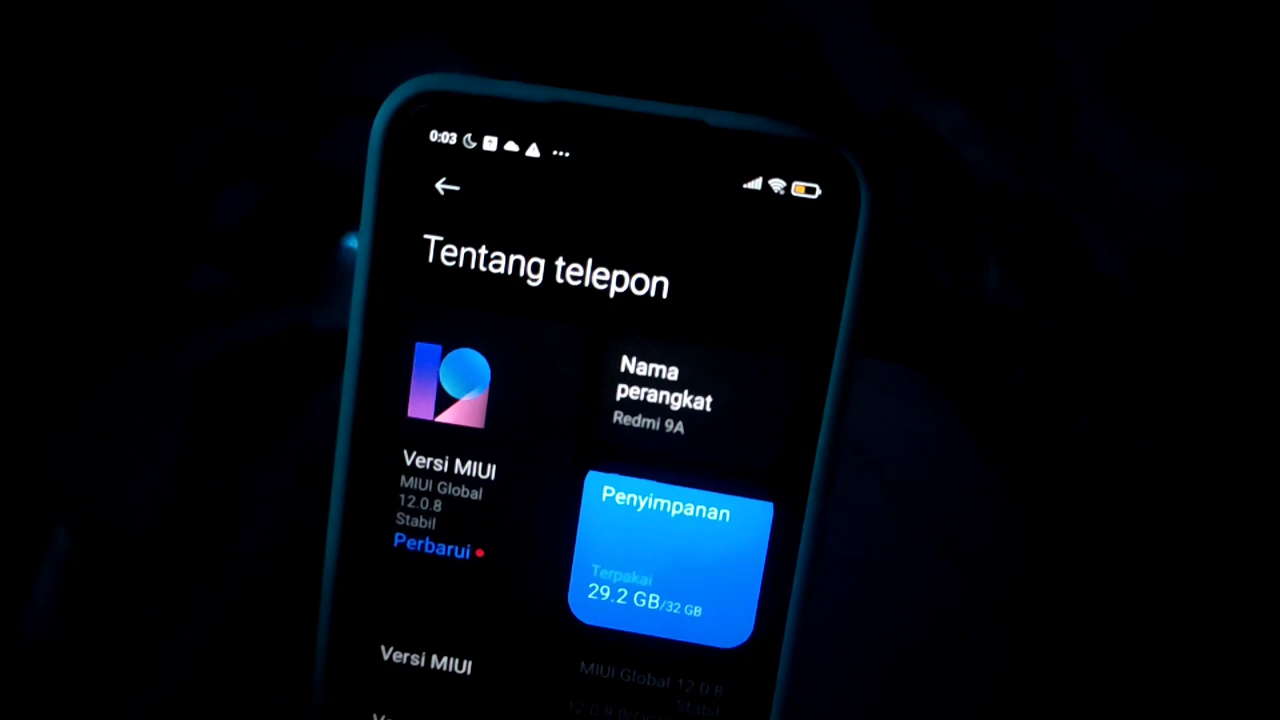 0:03
Tentang telepon
Nama
perangkat
Redmi 9A
Versi MIUI
MIUI Global
12.0.8
Stabil
Perbarui
Penyimpanan
Terpakai
29.2 GB/32 GB
Versi MIUI
MIUI Global 12.0.8
Stabil